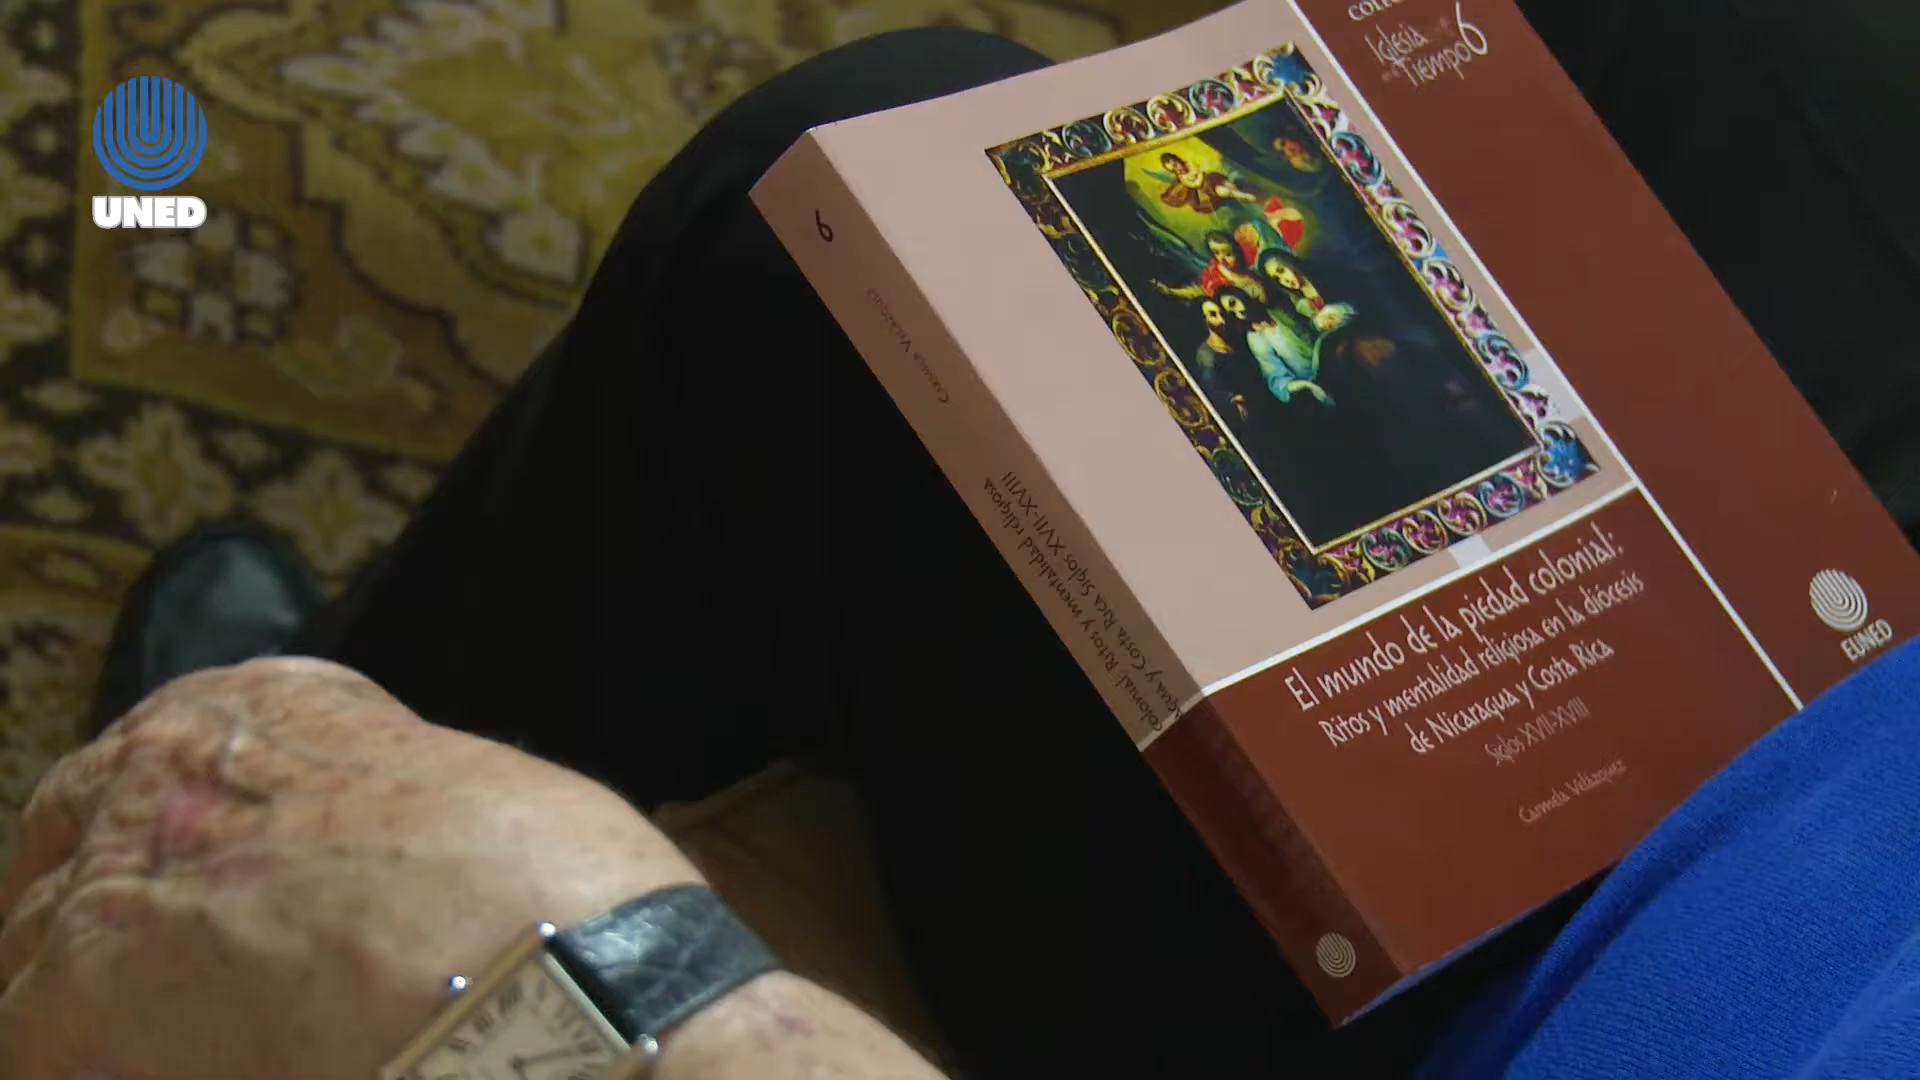 UNED
Iglesia
Tiempo 6
6
Carmela Velázquez
colonial: Ritos y mentalidad religiosa
y Costa Rica Siglos XVII-XVIII
El mundo de la piedad colonial:
Ritos y mentalidad religiosa en la diócesis
de Nicaragua y Costa Rica
Siglos XVII-XVIII
Carmela Velázquez
EUNED